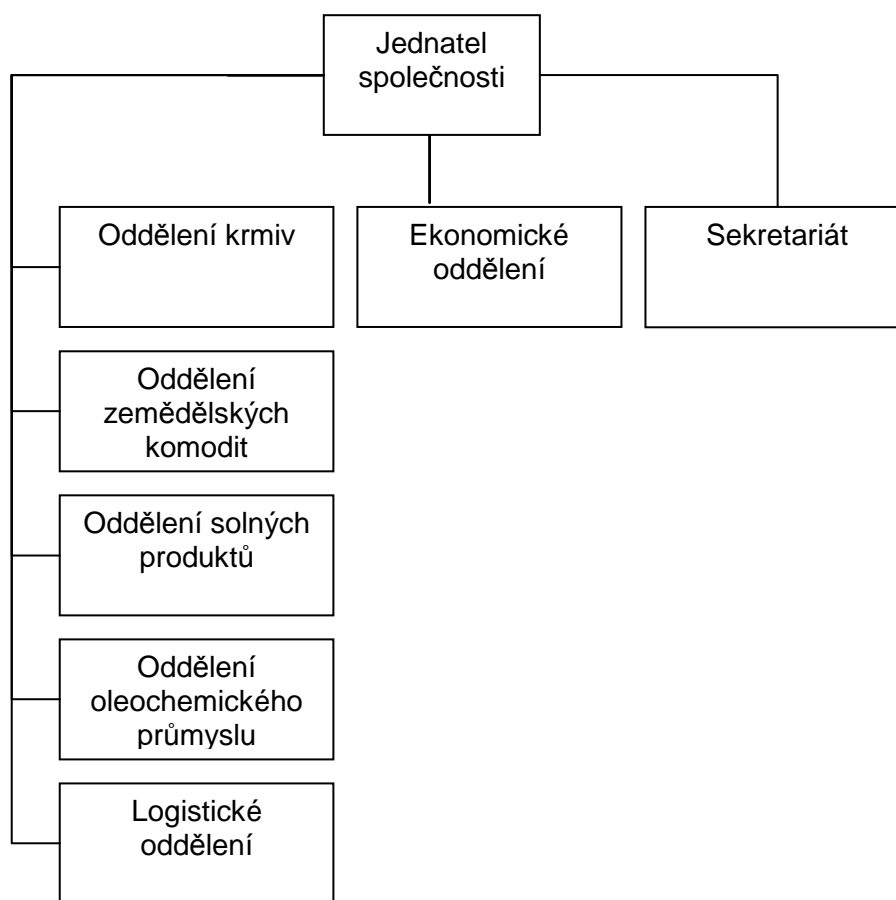 Jednatel
společnosti
Oddělení krmiv
Ekonomické
oddělení
Sekretariát
Oddělení
zemědělských
komodit
Oddělení solných
produktů
Oddělení
oleochemického
průmyslu
Logistické
oddělení